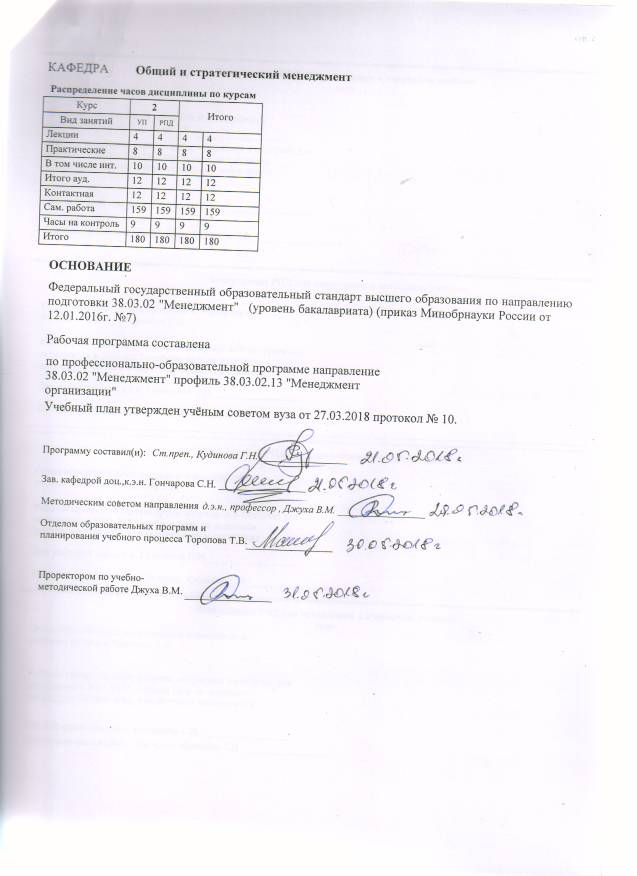 КАФЕДРА Общий и стратегический менеджмент
Распределение часов дисциплины по курсам
Курс 2 Итого
Вид занятий УП РПД
Лекции 4 4 4 4
Практические 8 8 8 8
В том числе инт. 10 10 10 10
Итого ауд. 12 12 12 12
Контактная 12 12 12 12
Сам. работа 159 159 159 159
Часы на контроль 9 9 9 9
Итого 180 180 180 180
ОСНОВАНИЕ
Федеральный государственный образовательный стандарт высшего образования по направлению
подготовки 38.03.02 "Менеджмент" (уровень бакалавриата) (приказ Минобрнауки России от
12.01.2016г. №7)
Рабочая программа составлена
по профессионально-образовательной программе направление
38.03.02 "Менеджмент" профиль 38.03.02.13 "Менеджмент
организации"
Учебный план утвержден учёным советом вуза от 27.03.2018 протокол № 10.
Программу составил(и): Ст.преп., Кудинова Г.Н. 21.05.2018г
Зав. кафедрой доц.,к.э.н. Гончарова С.Н. 21.05.2018г
Методическим советом направления д.э.н., профессор , Джуха В.М. 28.05.2018г.
Отделом образовательных программ и
планирования учебного процесса Торопова Т.В. 30.05.2018г
Проректором по учебно-
методической работе Джуха В.М. 31.05.2018г